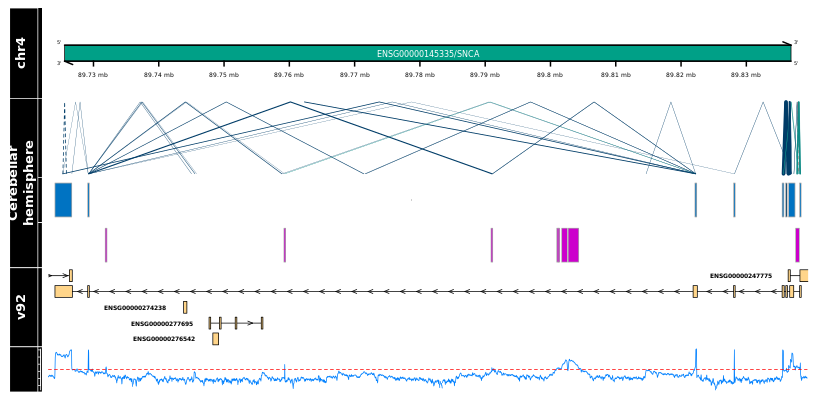 chr4
5'
3'
ENSG00000145335/SNCA
3'
5'
89.73 mb
89.74 mb
89.75 mb
89.76 mb
89.77 mb
89.78 mb
89.79 mb
89.8 mb
89.81 mb
89.82 mb
89.83 mb
Cerebellar
hemisphere
v92
ENSG00000247775
ENSG00000274238
ENSG00000277695
ENSG00000276542